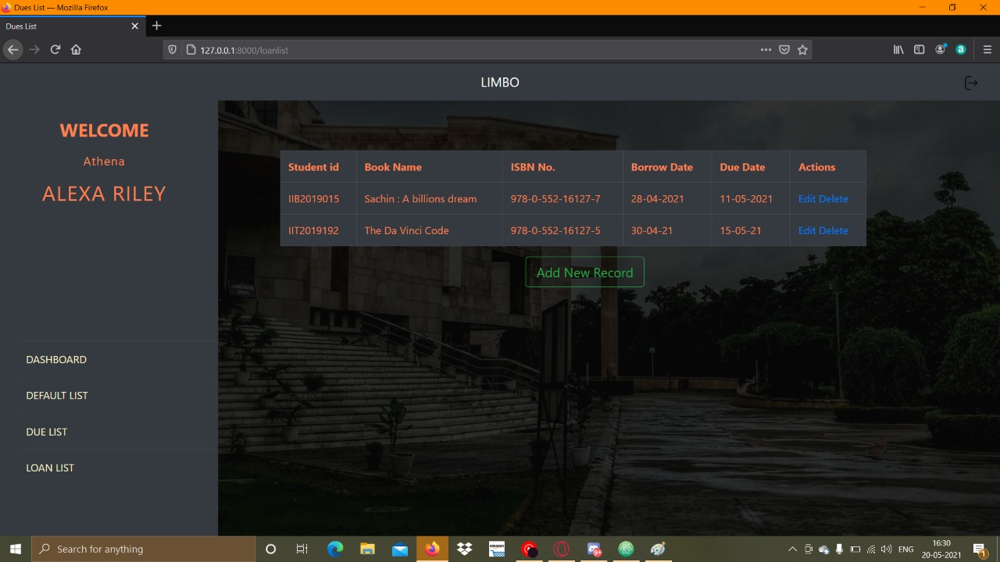 Dues List — Mozilla Firefox
Dues List
127.0.0.1:8000/loanlist
LIMBO
WELCOME
Athena
ALEXA RILEY
DASHBOARD
DEFAULT LIST
DUE LIST
LOAN LIST
Student id Book Name ISBN No. Borrow Date Due Date Actions
IIB2019015 Sachin : A billions dream 978-0-552-16127-7 28-04-2021 11-05-2021 Edit Delete
IIT2019192 The Da Vinci Code 978-0-552-16127-5 30-04-21 15-05-21 Edit Delete
Add New Record
Search for anything
amazon
ENG
16:30
20-05-2021
1